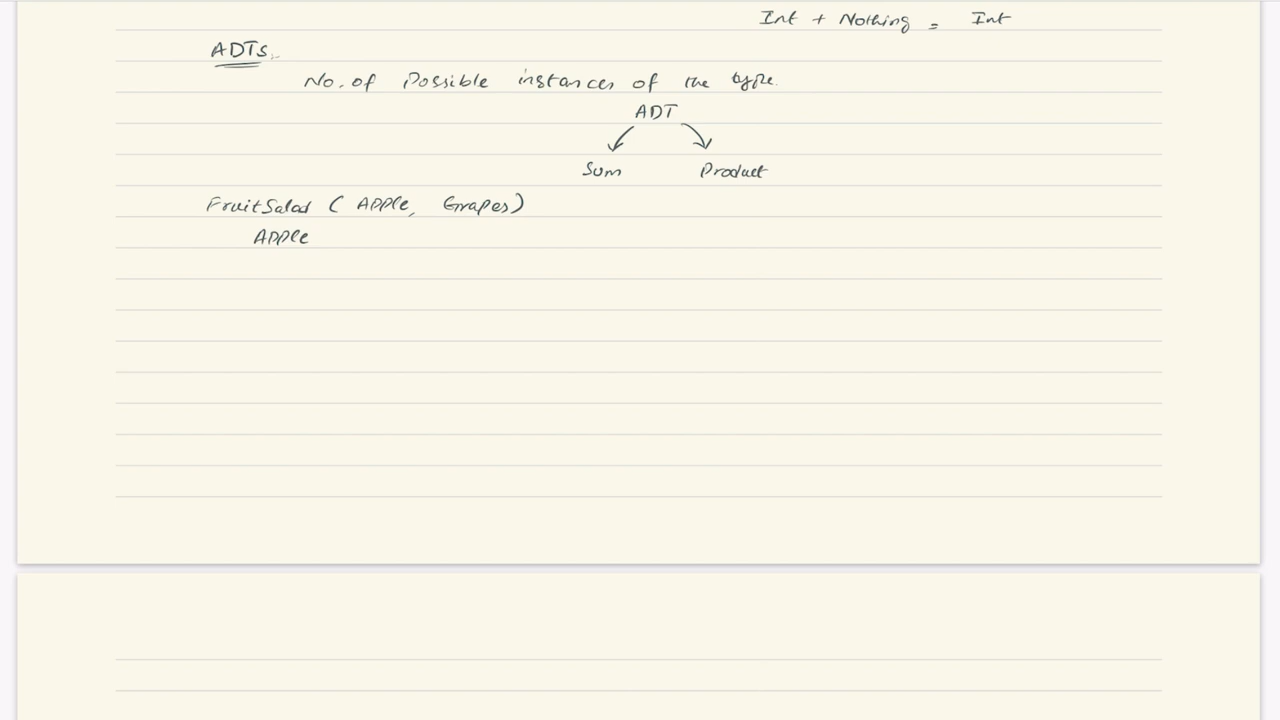 Int + Nothing = Int
ADTs.
No. of Possible instances of the type.
ADT
Sum Product
FruitSalad ( Apple, Grapes)
Apple